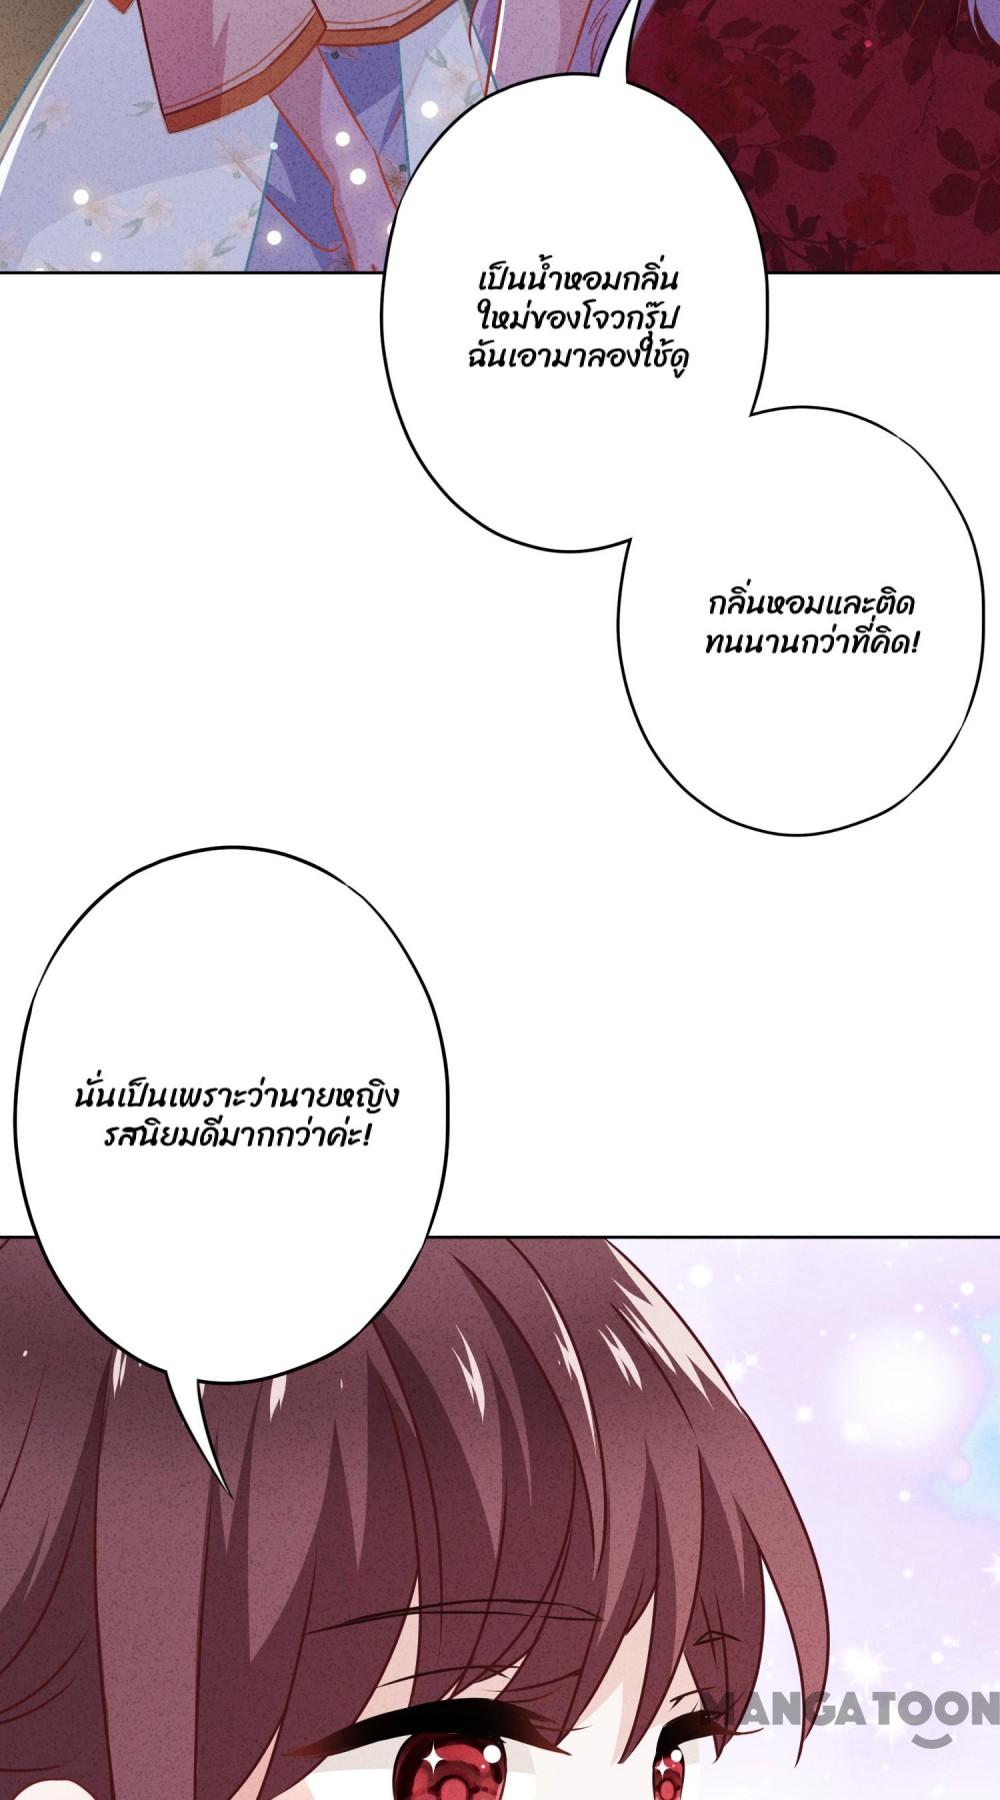 เป็นน้ำหอมกลิ่น
ใหม่ของโจวกรุ๊ป
ฉันเอามาลองใช้ดู
กลิ่นหอมและติด
ทนนานกว่าที่คิด!
นั่นเป็นเพราะว่านายหญิง
รสนิยมดีมากกว่าค่ะ!
MANGATOON